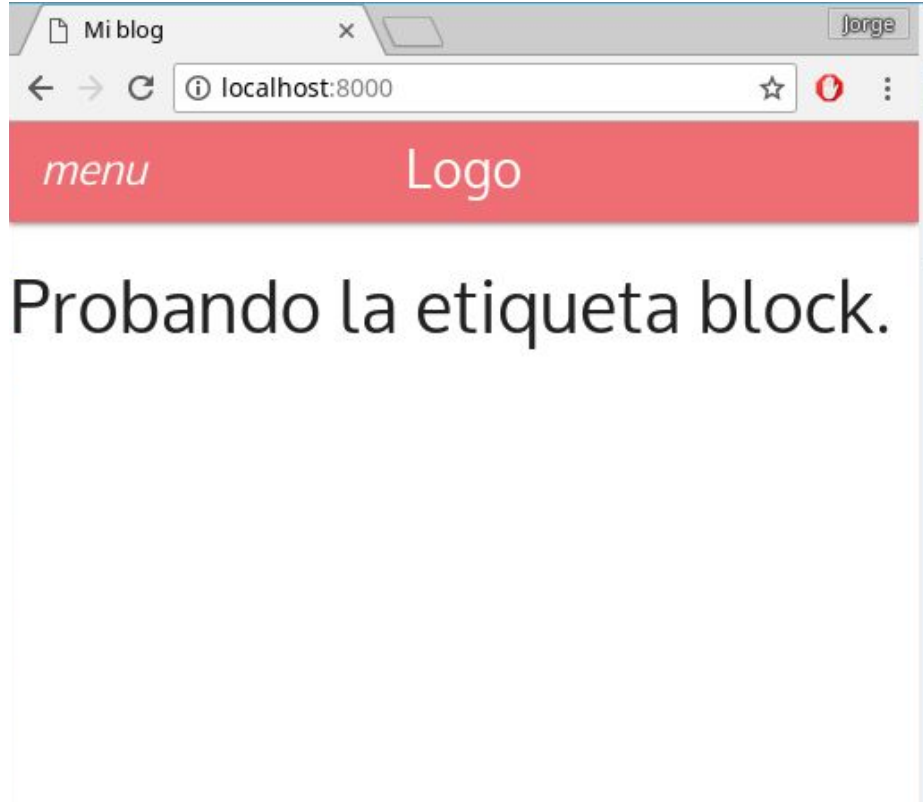 Mi blog
Jorge
localhost:8000
menu
Logo
Probando la etiqueta block.